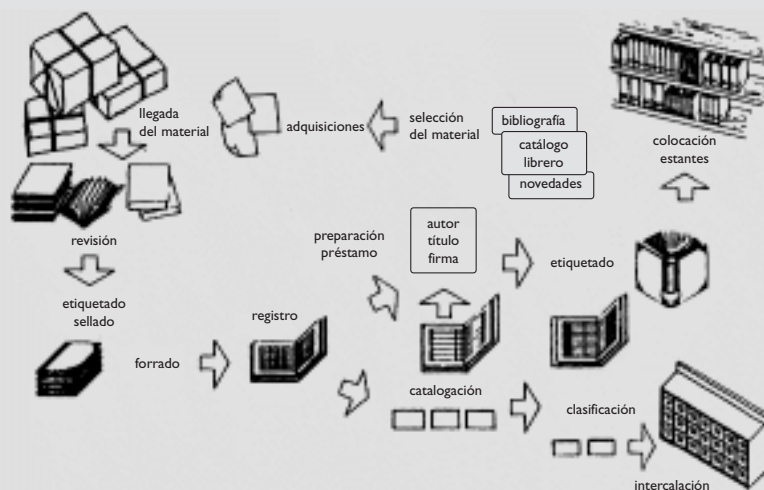 llegada
del material
adquisiciones
selección
del material
bibliografía
catálogo
librero
novedades
colocación
estantes
revisión
preparación
préstamo
autor
título
firma
etiquetado
etiquetado
sellado
registro
forrado
catalogación
clasificación
intercalación